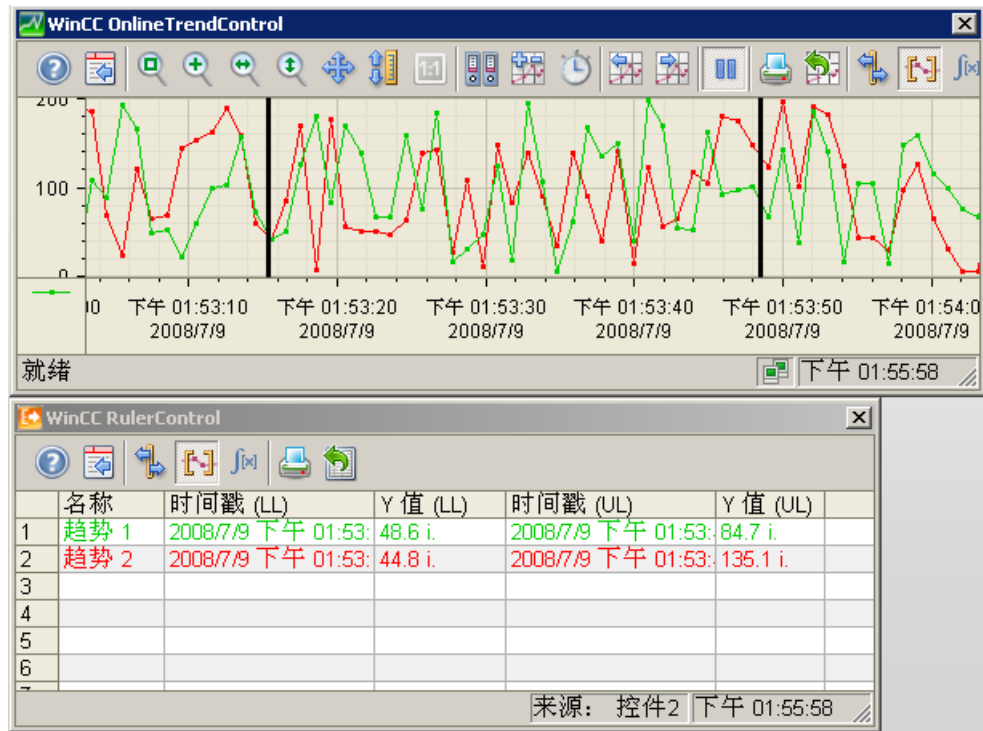 WinCC OnlineTrendControl
1:1
∫[x]
200
100
0
:00 下午 01:53:10 下午 01:53:20 下午 01:53:30 下午 01:53:40 下午 01:53:50 下午 01:54:0
2008/7/9 2008/7/9 2008/7/9 2008/7/9 2008/7/9 2008/7/9
就绪 下午 01:55:58
WinCC RulerControl
∫[x]
名称 时间戳 (LL) Y 值 (LL) 时间戳 (UL) Y 值 (UL)
1 趋势 1 2008/7/9 下午 01:53: 48.6 i. 2008/7/9 下午 01:53: 84.7 i.
2 趋势 2 2008/7/9 下午 01:53: 44.8 i. 2008/7/9 下午 01:53: 135.1 i.
3
4
5
6
来源: 控件2 下午 01:55:58